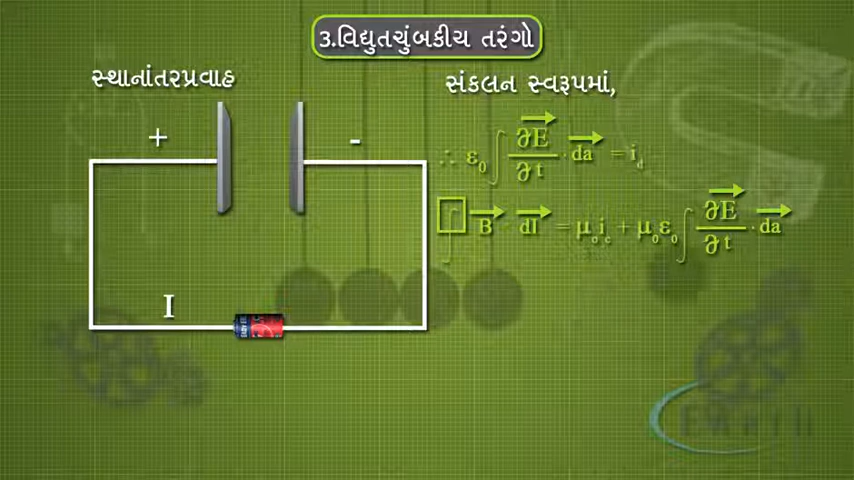 ૩.વિદ્યુતચુંબકીય તરંગો
સ્થાનાંતરપ્રવાહ
સંકલન સ્વરૂપમાં,
+ -
∴ ε₀∫ ∂E⃗/∂t · da⃗ = i_d
∫ B⃗ · dl⃗ = μ₀i_c + μ₀ε₀∫ ∂E⃗/∂t · da⃗
I